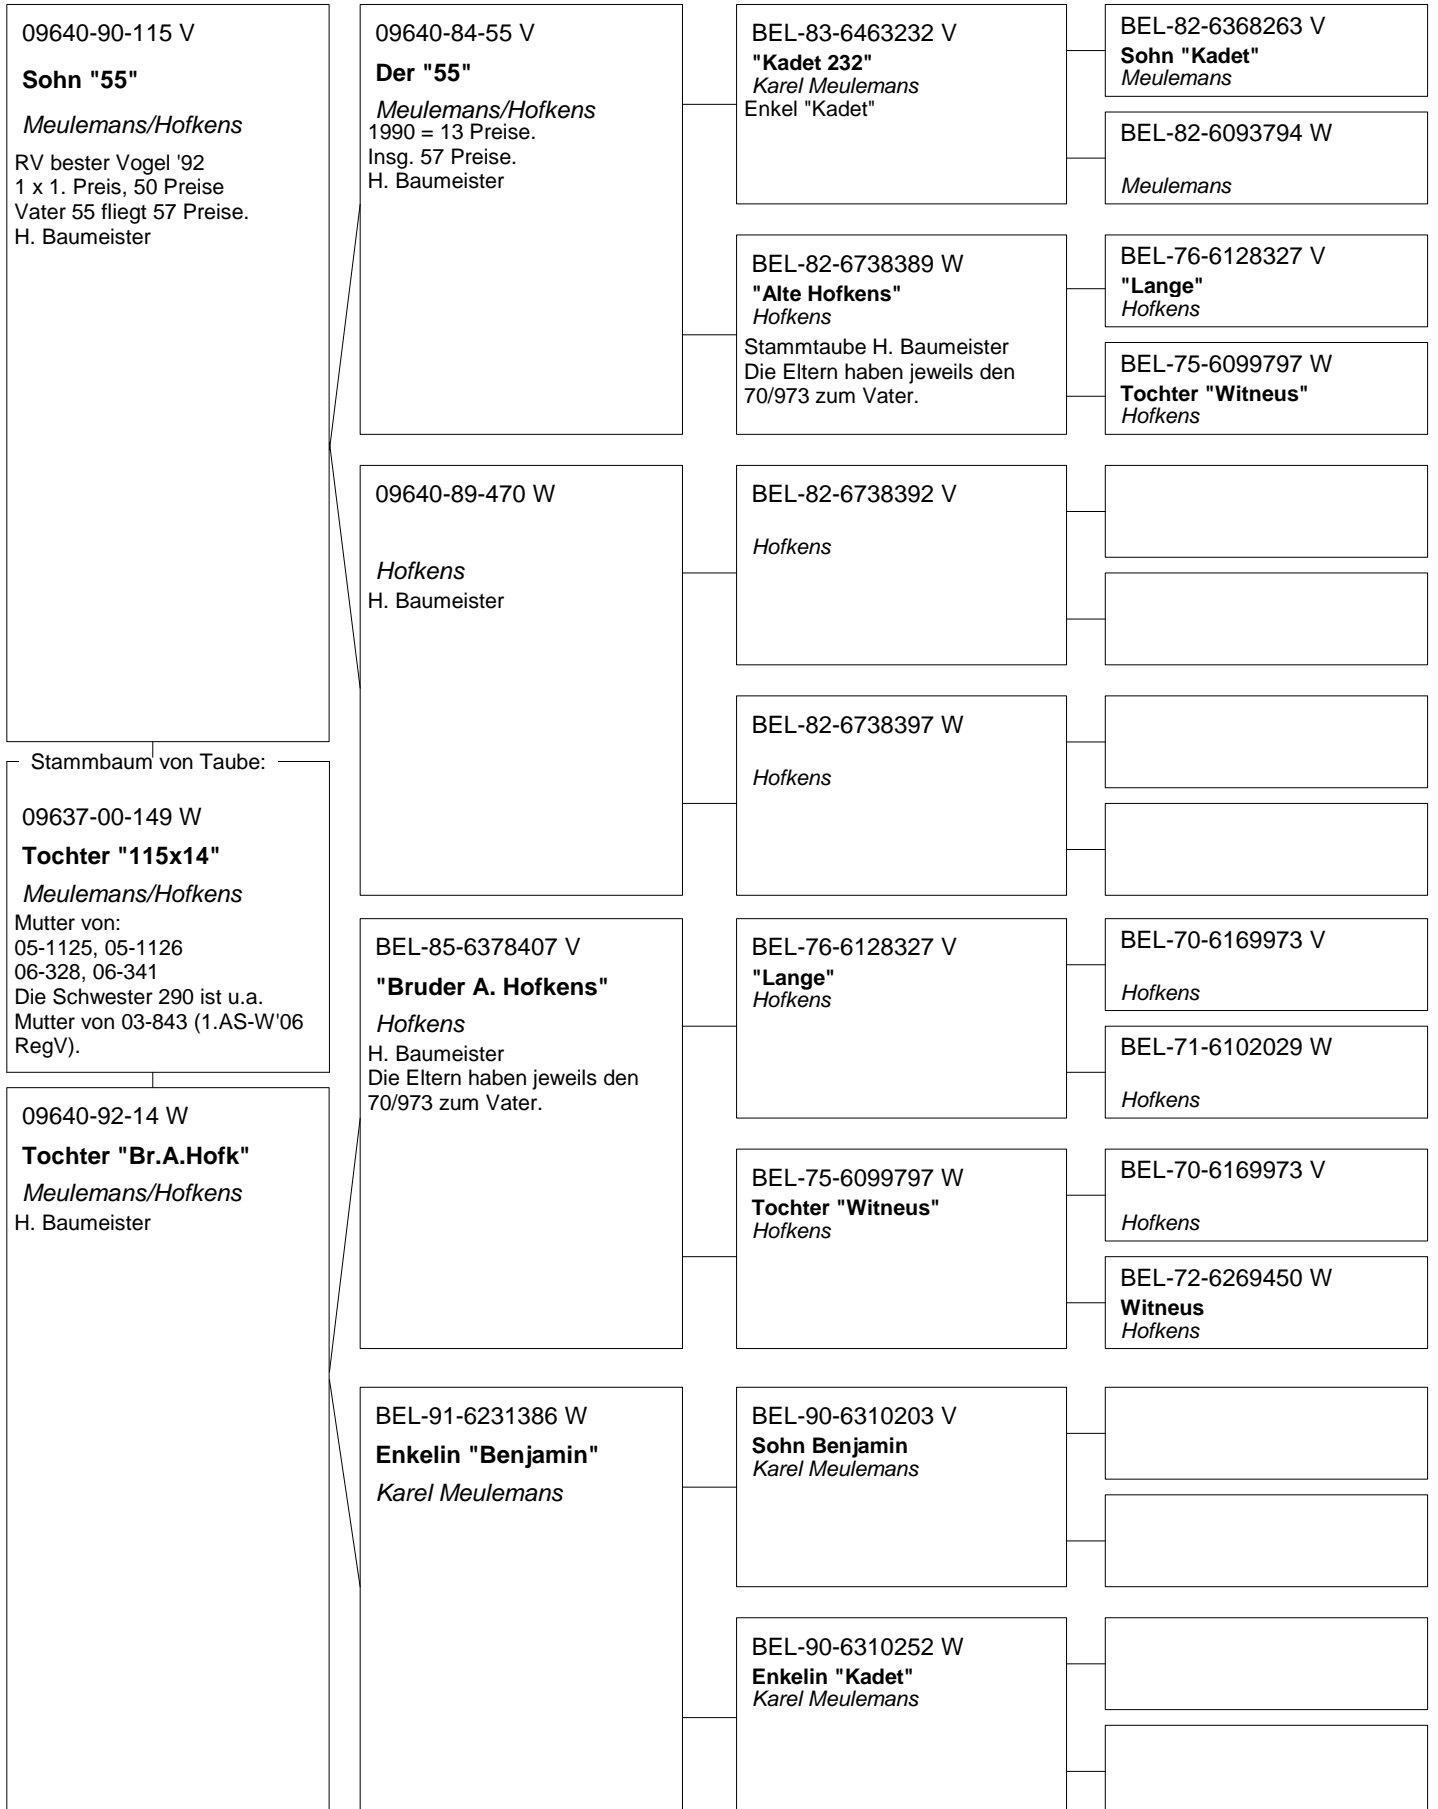 09640-90-115 V
Sohn "55"
Meulemans/Hofkens
RV bester Vogel '92
1 x 1. Preis, 50 Preise
Vater 55 fliegt 57 Preise.
H. Baumeister
Stammbaum von Taube:
09637-00-149 W
Tochter "115x14"
Meulemans/Hofkens
Mutter von:
05-1125, 05-1126
06-328, 06-341
Die Schwester 290 ist u.a.
Mutter von 03-843 (1.AS-W'06
RegV).
09640-92-14 W
Tochter "Br.A.Hofk"
Meulemans/Hofkens
H. Baumeister
09640-84-55 V
Der "55"
Meulemans/Hofkens
1990 = 13 Preise.
Insg. 57 Preise.
H. Baumeister
09640-89-470 W
Hofkens
H. Baumeister
BEL-85-6378407 V
"Bruder A. Hofkens"
Hofkens
H. Baumeister
Die Eltern haben jeweils den
70/973 zum Vater.
BEL-91-6231386 W
Enkelin "Benjamin"
Karel Meulemans
BEL-83-6463232 V
"Kadet 232"
Karel Meulemans
Enkel "Kadet"
BEL-82-6738389 W
"Alte Hofkens"
Hofkens
Stammtaube H. Baumeister
Die Eltern haben jeweils den
70/973 zum Vater.
BEL-82-6738392 V
Hofkens
BEL-82-6738397 W
Hofkens
BEL-76-6128327 V
"Lange"
Hofkens
BEL-75-6099797 W
Tochter "Witneus"
Hofkens
BEL-90-6310203 V
Sohn Benjamin
Karel Meulemans
BEL-90-6310252 W
Enkelin "Kadet"
Karel Meulemans
BEL-82-6368263 V
Sohn "Kadet"
Meulemans
BEL-82-6093794 W
Meulemans
BEL-76-6128327 V
"Lange"
Hofkens
BEL-75-6099797 W
Tochter "Witneus"
Hofkens
BEL-70-6169973 V
Hofkens
BEL-71-6102029 W
Hofkens
BEL-70-6169973 V
Hofkens
BEL-72-6269450 W
Witneus
Hofkens